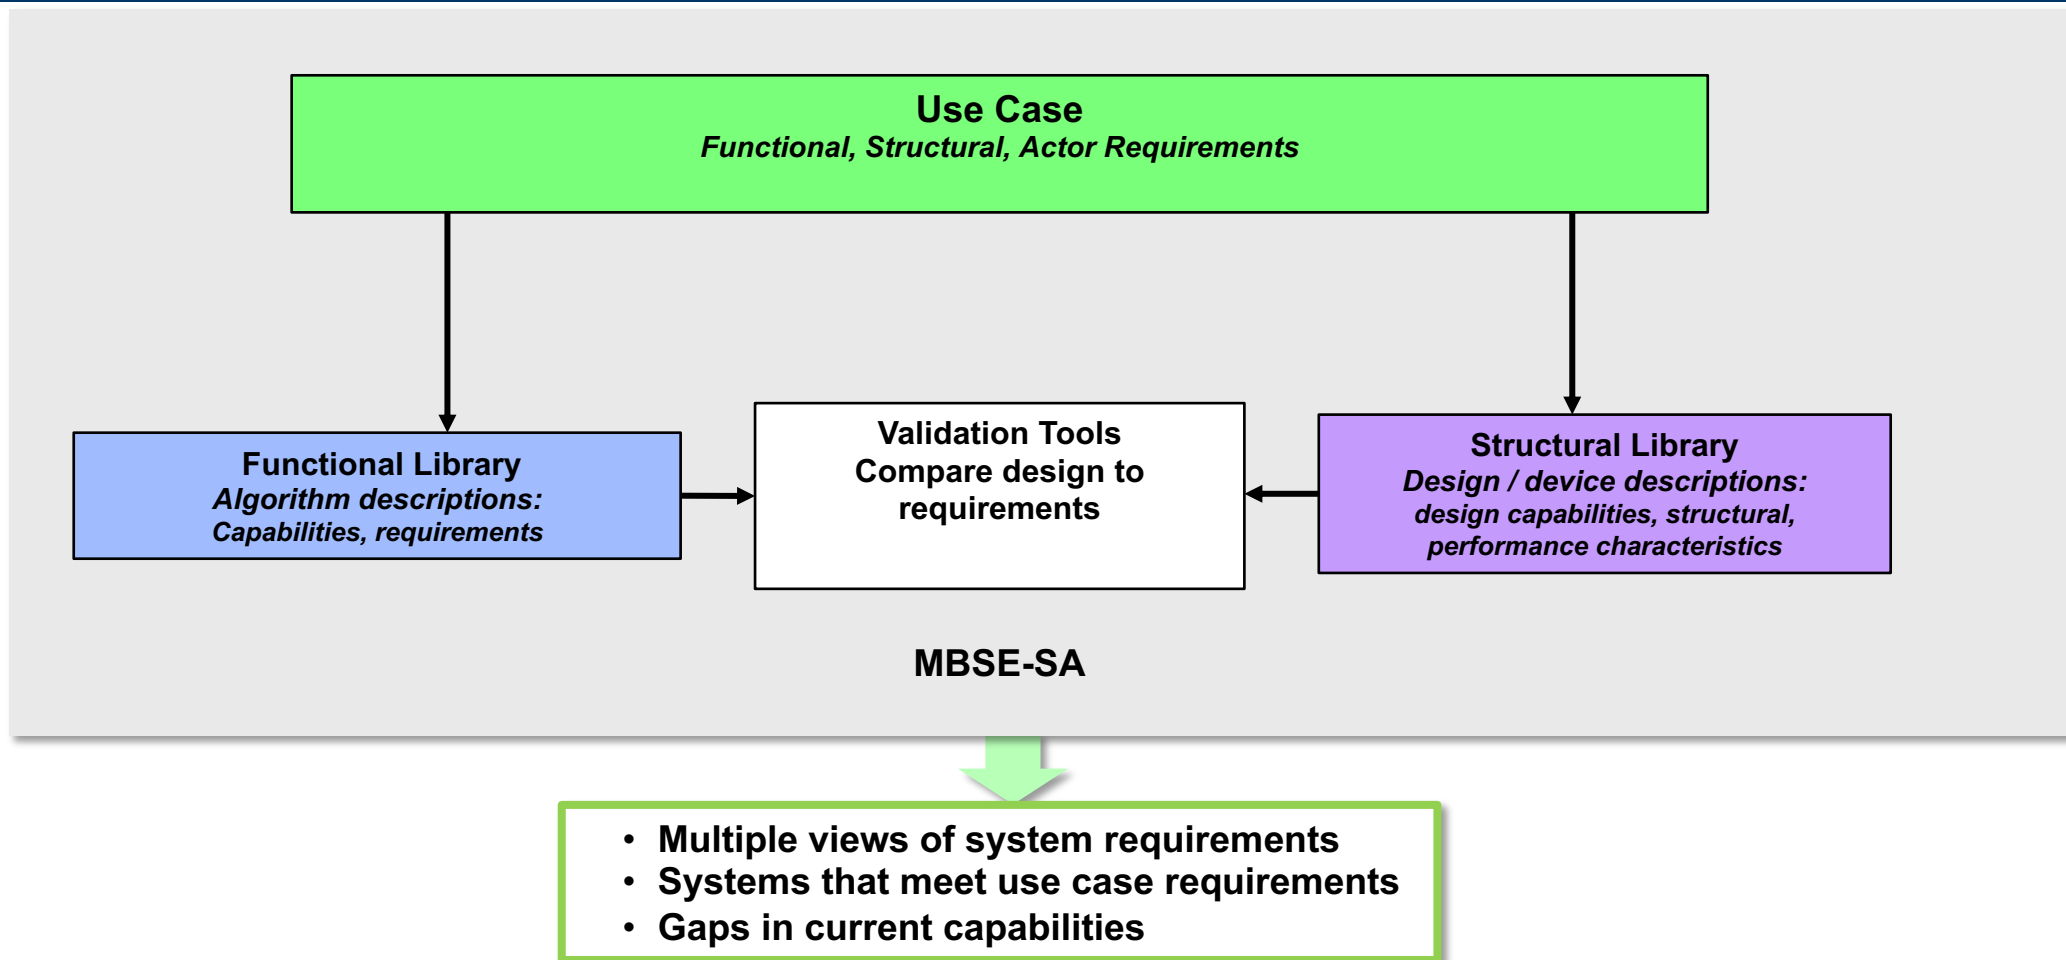 Use Case
Functional, Structural, Actor Requirements
Functional Library
Algorithm descriptions:
Capabilities, requirements
Validation Tools
Compare design to
requirements
Structural Library
Design / device descriptions:
design capabilities, structural,
performance characteristics
MBSE-SA
• Multiple views of system requirements
• Systems that meet use case requirements
• Gaps in current capabilities